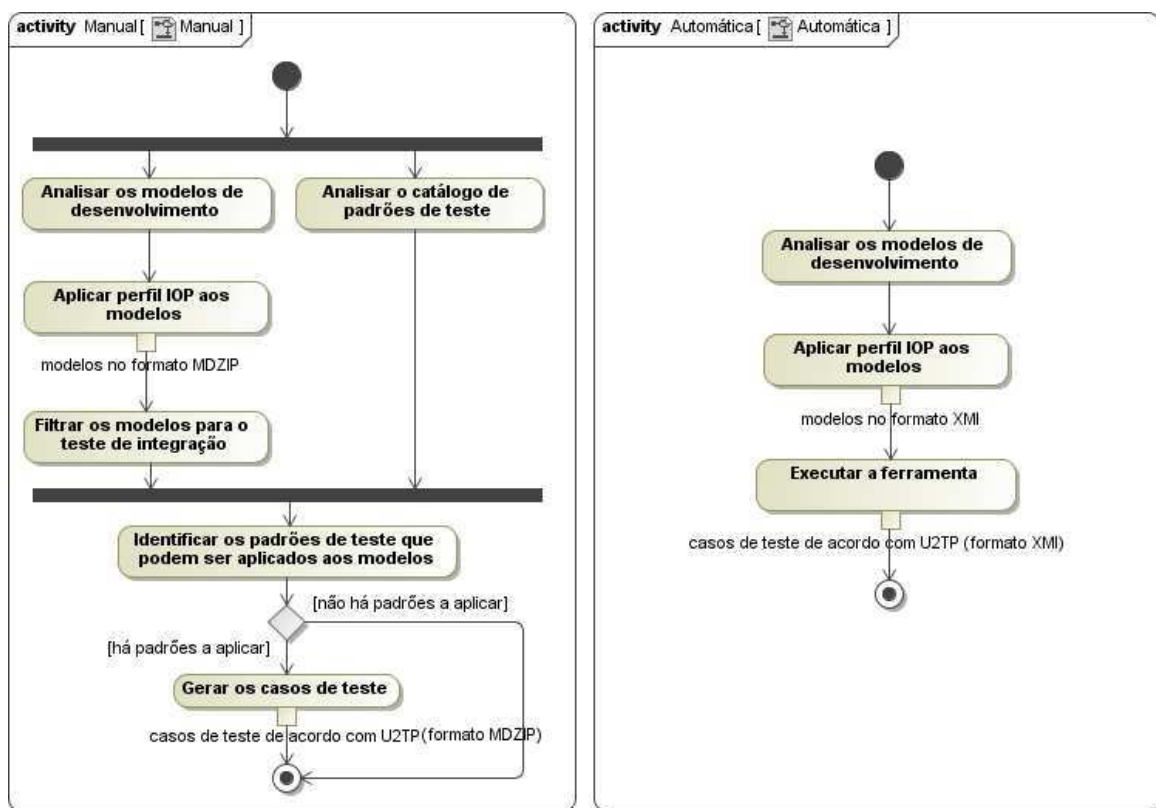 activity Manual[ Manual ]
Analisar os modelos de
desenvolvimento
Analisar o catálogo de
padrões de teste
Aplicar perfil IOP aos
modelos
modelos no formato MDZIP
Filtrar os modelos para o
teste de integração
Identificar os padrões de teste que
podem ser aplicados aos modelos
[não há padrões a aplicar]
[há padrões a aplicar]
Gerar os casos de teste
casos de teste de acordo com U2TP (formato MDZIP)
activity Automática[ Automática ]
Analisar os modelos de
desenvolvimento
Aplicar perfil IOP aos
modelos
modelos no formato XMI
Executar a ferramenta
casos de teste de acordo com U2TP (formato XMI)